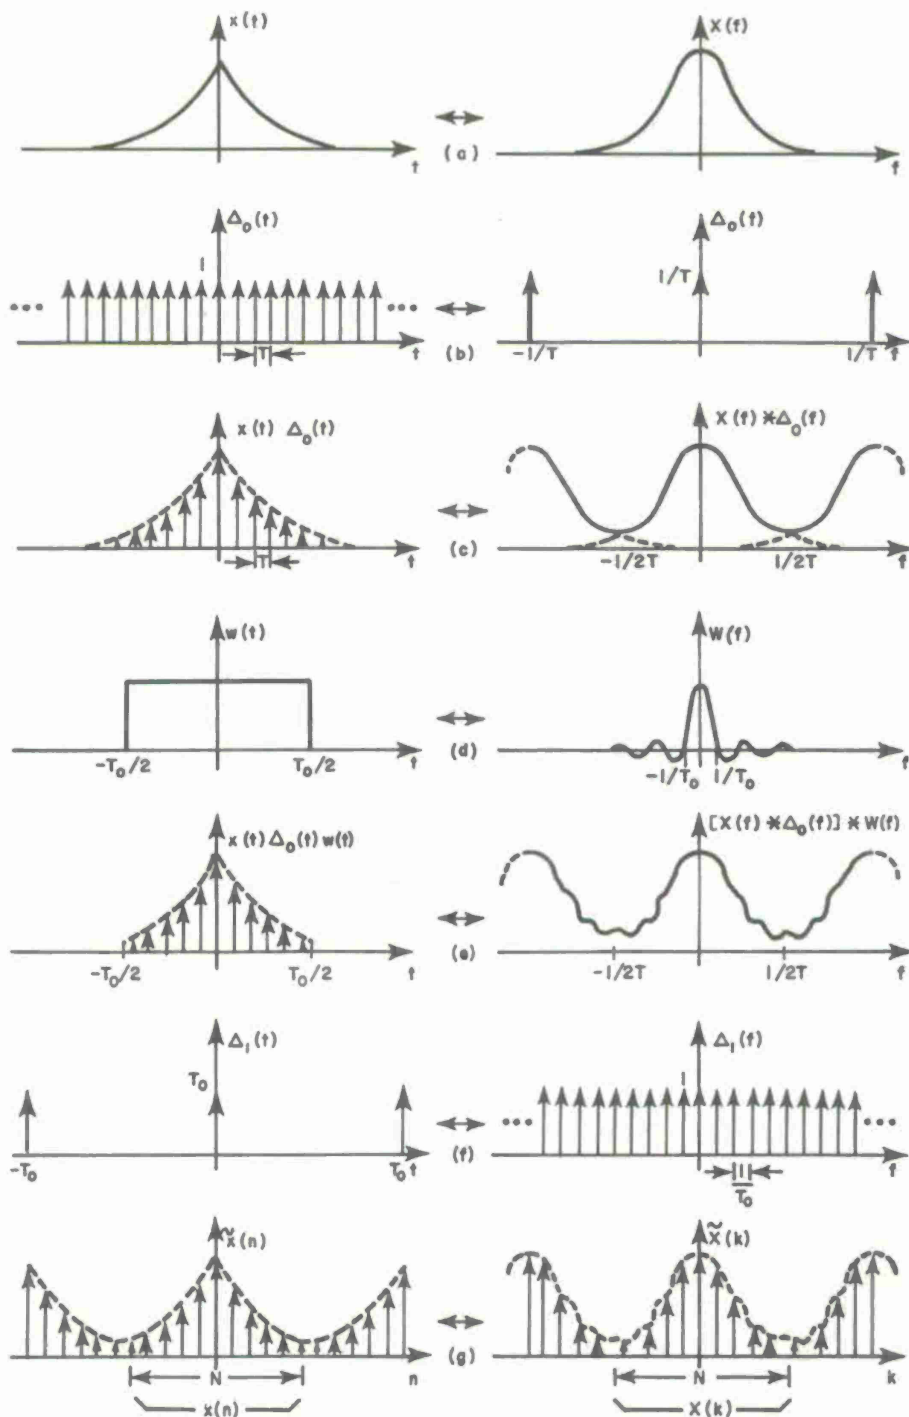 x(t) X(f)
t (a) f
Δ₀(t) Δ₀(t)
1 1/T
••• ••• 
T t (b) -1/T 1/T f
x(t) Δ₀(t) X(f) *Δ₀(f)
T t (c) -1/2T 1/2T f
w(t) W(f)
-T₀/2 T₀/2 t (d) -1/T₀ 1/T₀ f
x(t) Δ₀(t) w(t) [X(f) *Δ₀(f)] * W(f)
-T₀/2 T₀/2 t (e) -1/2T 1/2T f
Δ₁(t) Δ₁(f)
T₀ 1
••• •••
-T₀ T₀ t (f) 1/T₀ f
x̃(n) X̃(k)
(g)
N n N k
x(n) X(k)